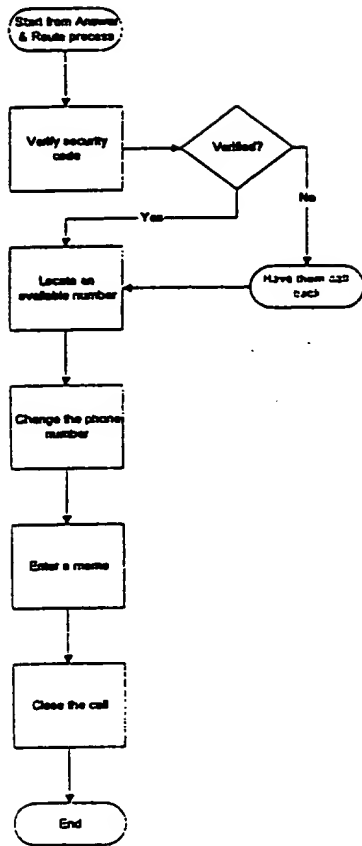 Start from Answer
& Route process
Verify security
code
Verified?
No
Yes
Locate an
available number
Have them call
back
Change the phone
number
Enter a memo
Close the call
End